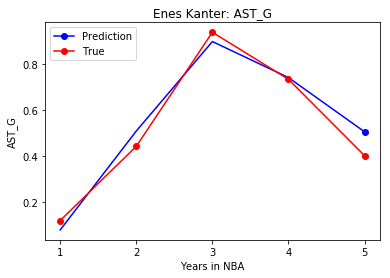 Enes Kanter: AST_G
Prediction
True
AST_G
0.8
0.6
0.4
0.2
1 2 3 4 5
Years in NBA